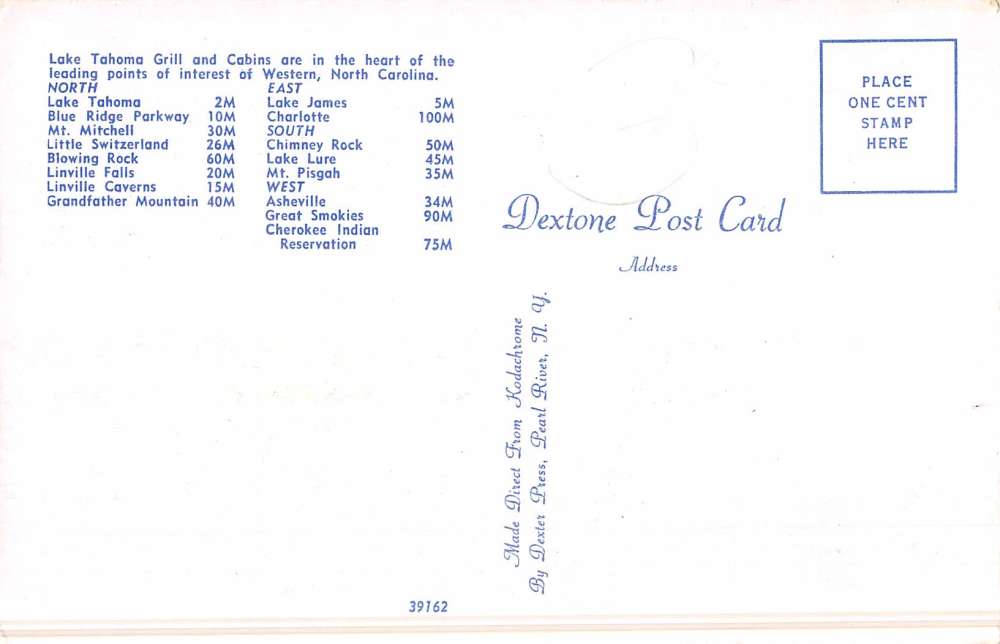 Lake Tahoma Grill and Cabins are in the heart of the
leading points of interest of Western, North Carolina.
NORTH
Lake Tahoma 2M
Blue Ridge Parkway 10M
Mt. Mitchell 30M
Little Switzerland 26M
Blowing Rock 60M
Linville Falls 20M
Linville Caverns 15M
Grandfather Mountain 40M
EAST
Lake James 5M
Charlotte 100M
SOUTH
Chimney Rock 50M
Lake Lure 45M
Mt. Pisgah 35M
WEST
Asheville 34M
Great Smokies 90M
Cherokee Indian
Reservation 75M
PLACE
ONE CENT
STAMP
HERE
Dextone Post Card
Address
Made Direct From Kodachrome
By Dexter Press, Pearl River, N. Y.
39162